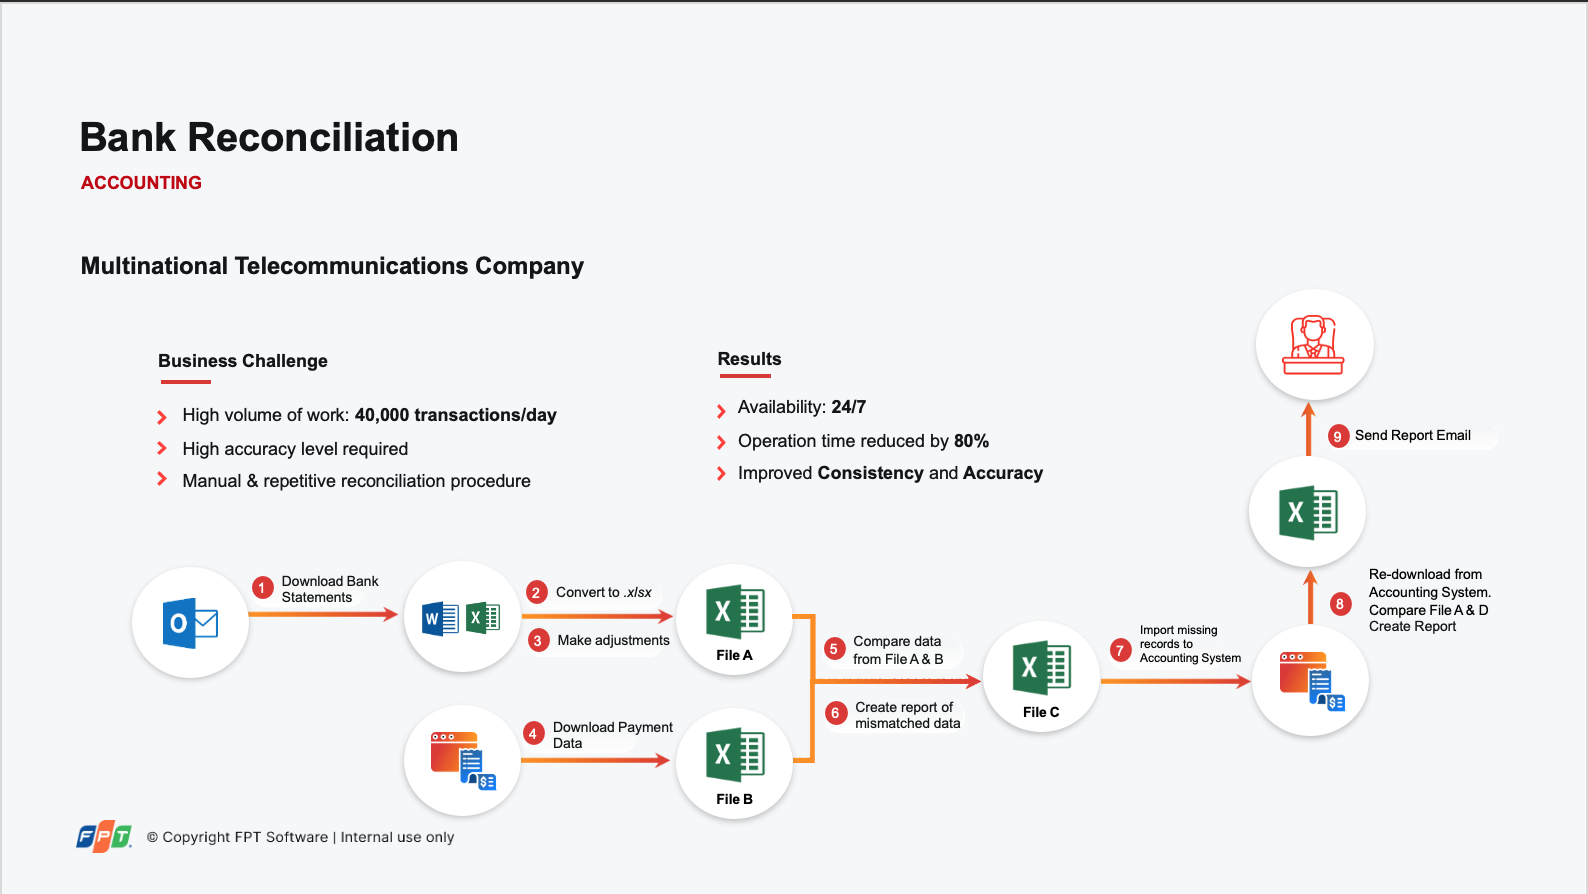 Bank Reconciliation
ACCOUNTING
Multinational Telecommunications Company
Business Challenge
High volume of work: 40,000 transactions/day
High accuracy level required
Manual & repetitive reconciliation procedure
Results
Availability: 24/7
Operation time reduced by 80%
Improved Consistency and Accuracy
O
1
Download Bank
Statements
W
X
2
Convert to .xlsx
3
Make adjustments
X
File A
4
Download Payment
Data
$
X
File B
5
Compare data
from File A & B
6
Create report of
mismatched data
X
File C
7
Import missing
records to
Accounting System
$
8
Re-download from
Accounting System.
Compare File A & D
Create Report
X
9
Send Report Email
FPT
© Copyright FPT Software | Internal use only